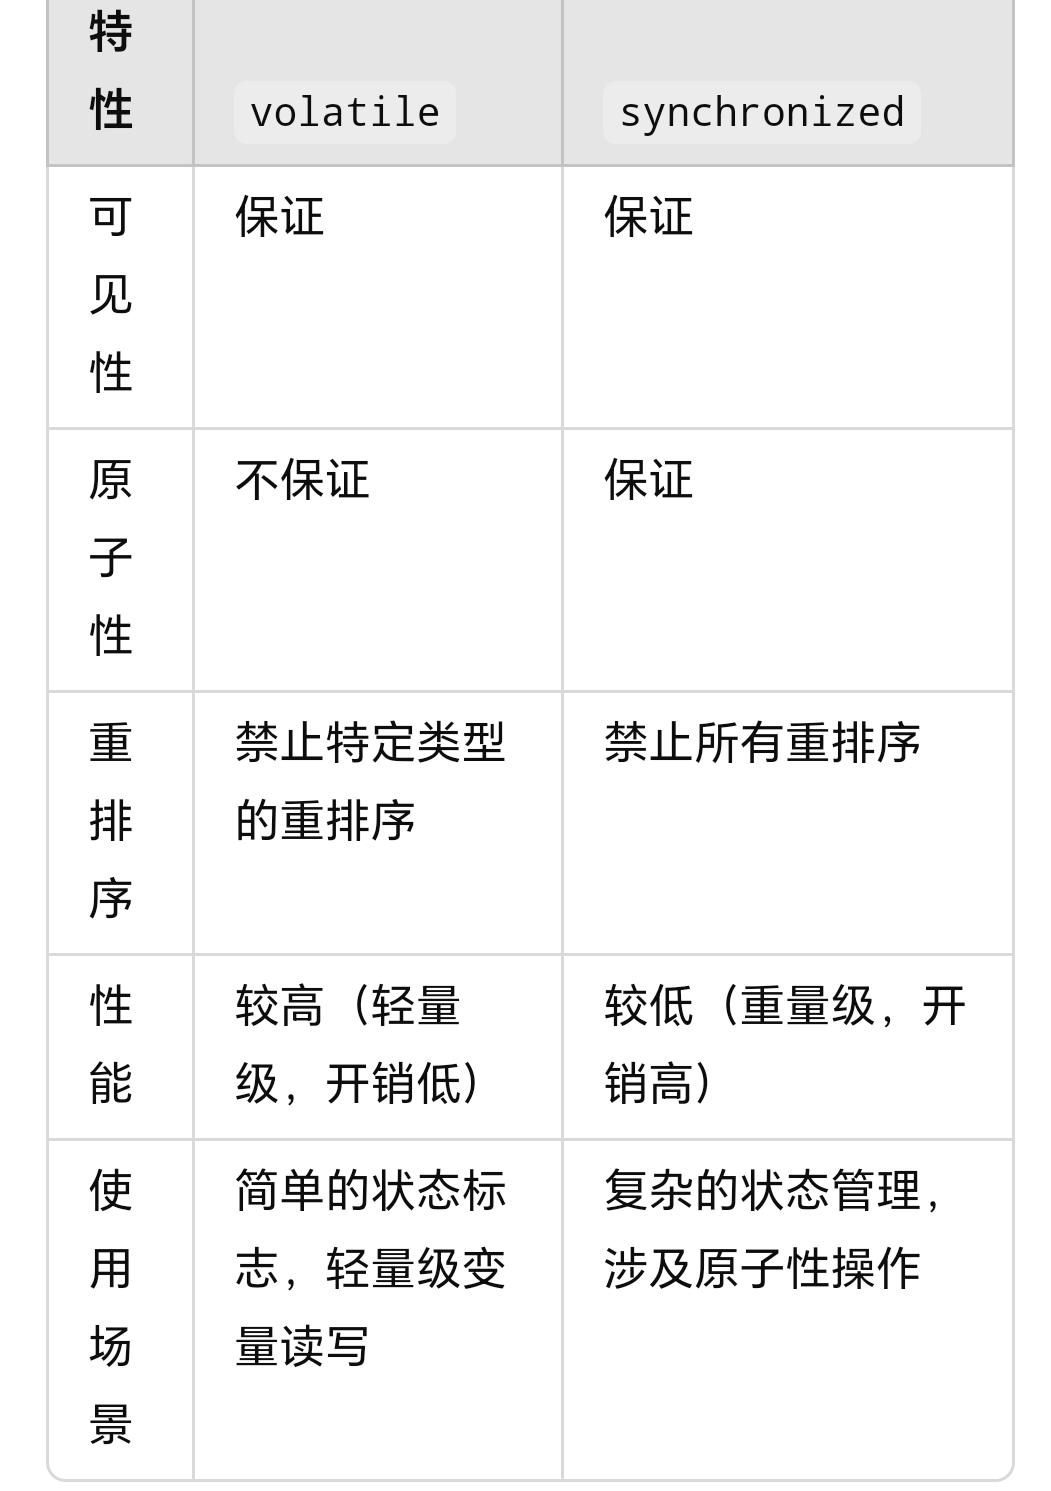 特
性
volatile
synchronized
可
见
性
保证
保证
原
子
性
不保证
保证
重
排
序
禁止特定类型
的重排序
禁止所有重排序
性
能
较高（轻量
级，开销低）
较低（重量级，开
销高）
使
用
场
景
简单的状态标
志，轻量级变
量读写
复杂的状态管理，
涉及原子性操作